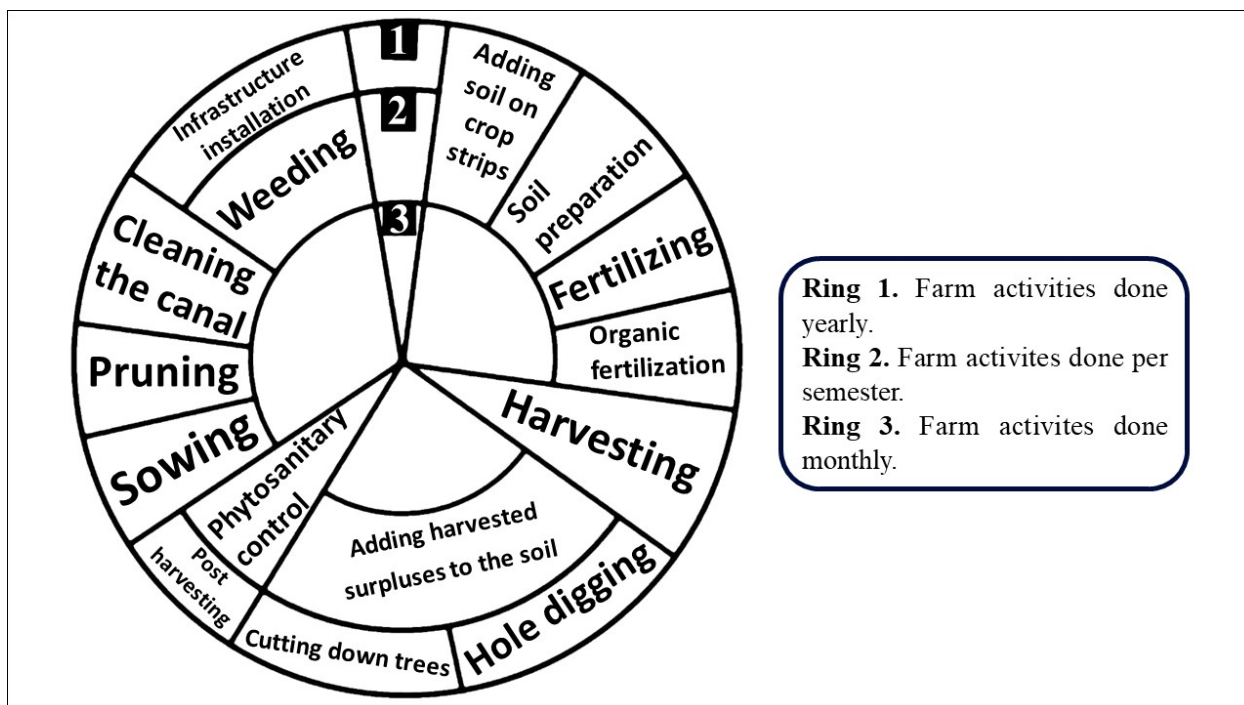 1
2
3
Adding
soil on
crop
strips
Soil
preparation
Fertilizing
Organic
fertilization
Harvesting
Hole digging
Adding harvested
surpluses to the soil
Cutting down trees
Phytosanitary
control
Post
harvesting
Sowing
Pruning
Cleaning
the canal
Weeding
Infrastructure
installation
Ring 1. Farm activities done
yearly.
Ring 2. Farm activites done per
semester.
Ring 3. Farm activites done
monthly.